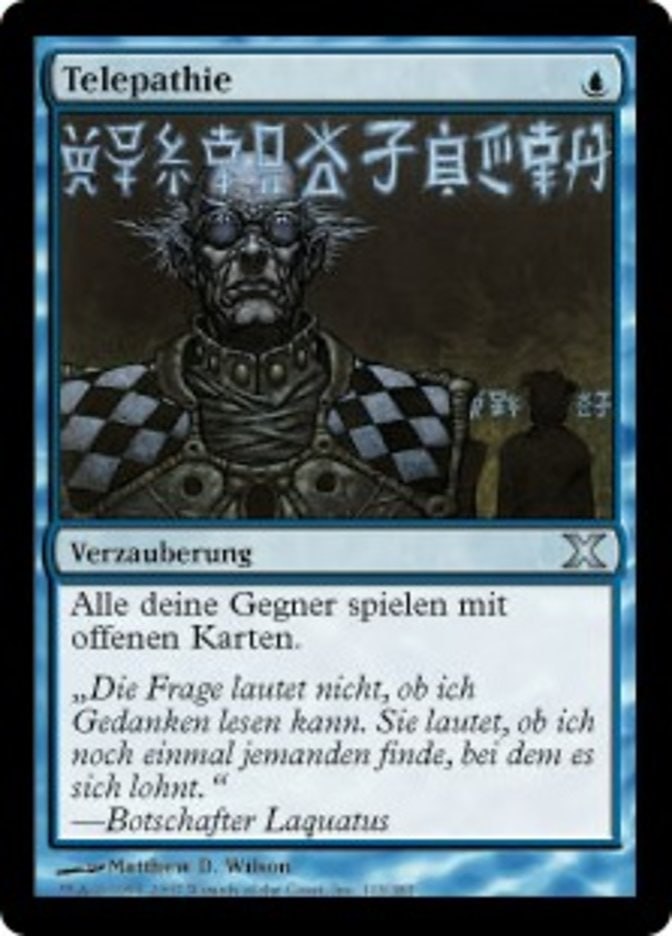 Telepathie
Verzauberung
X
Alle deine Gegner spielen mit
offenen Karten.
„Die Frage lautet nicht, ob ich
Gedanken lesen kann. Sie lautet, ob ich
noch einmal jemanden finde, bei dem es
sich lohnt.“
—Botschafter Laquatus
Matthew D. Wilson